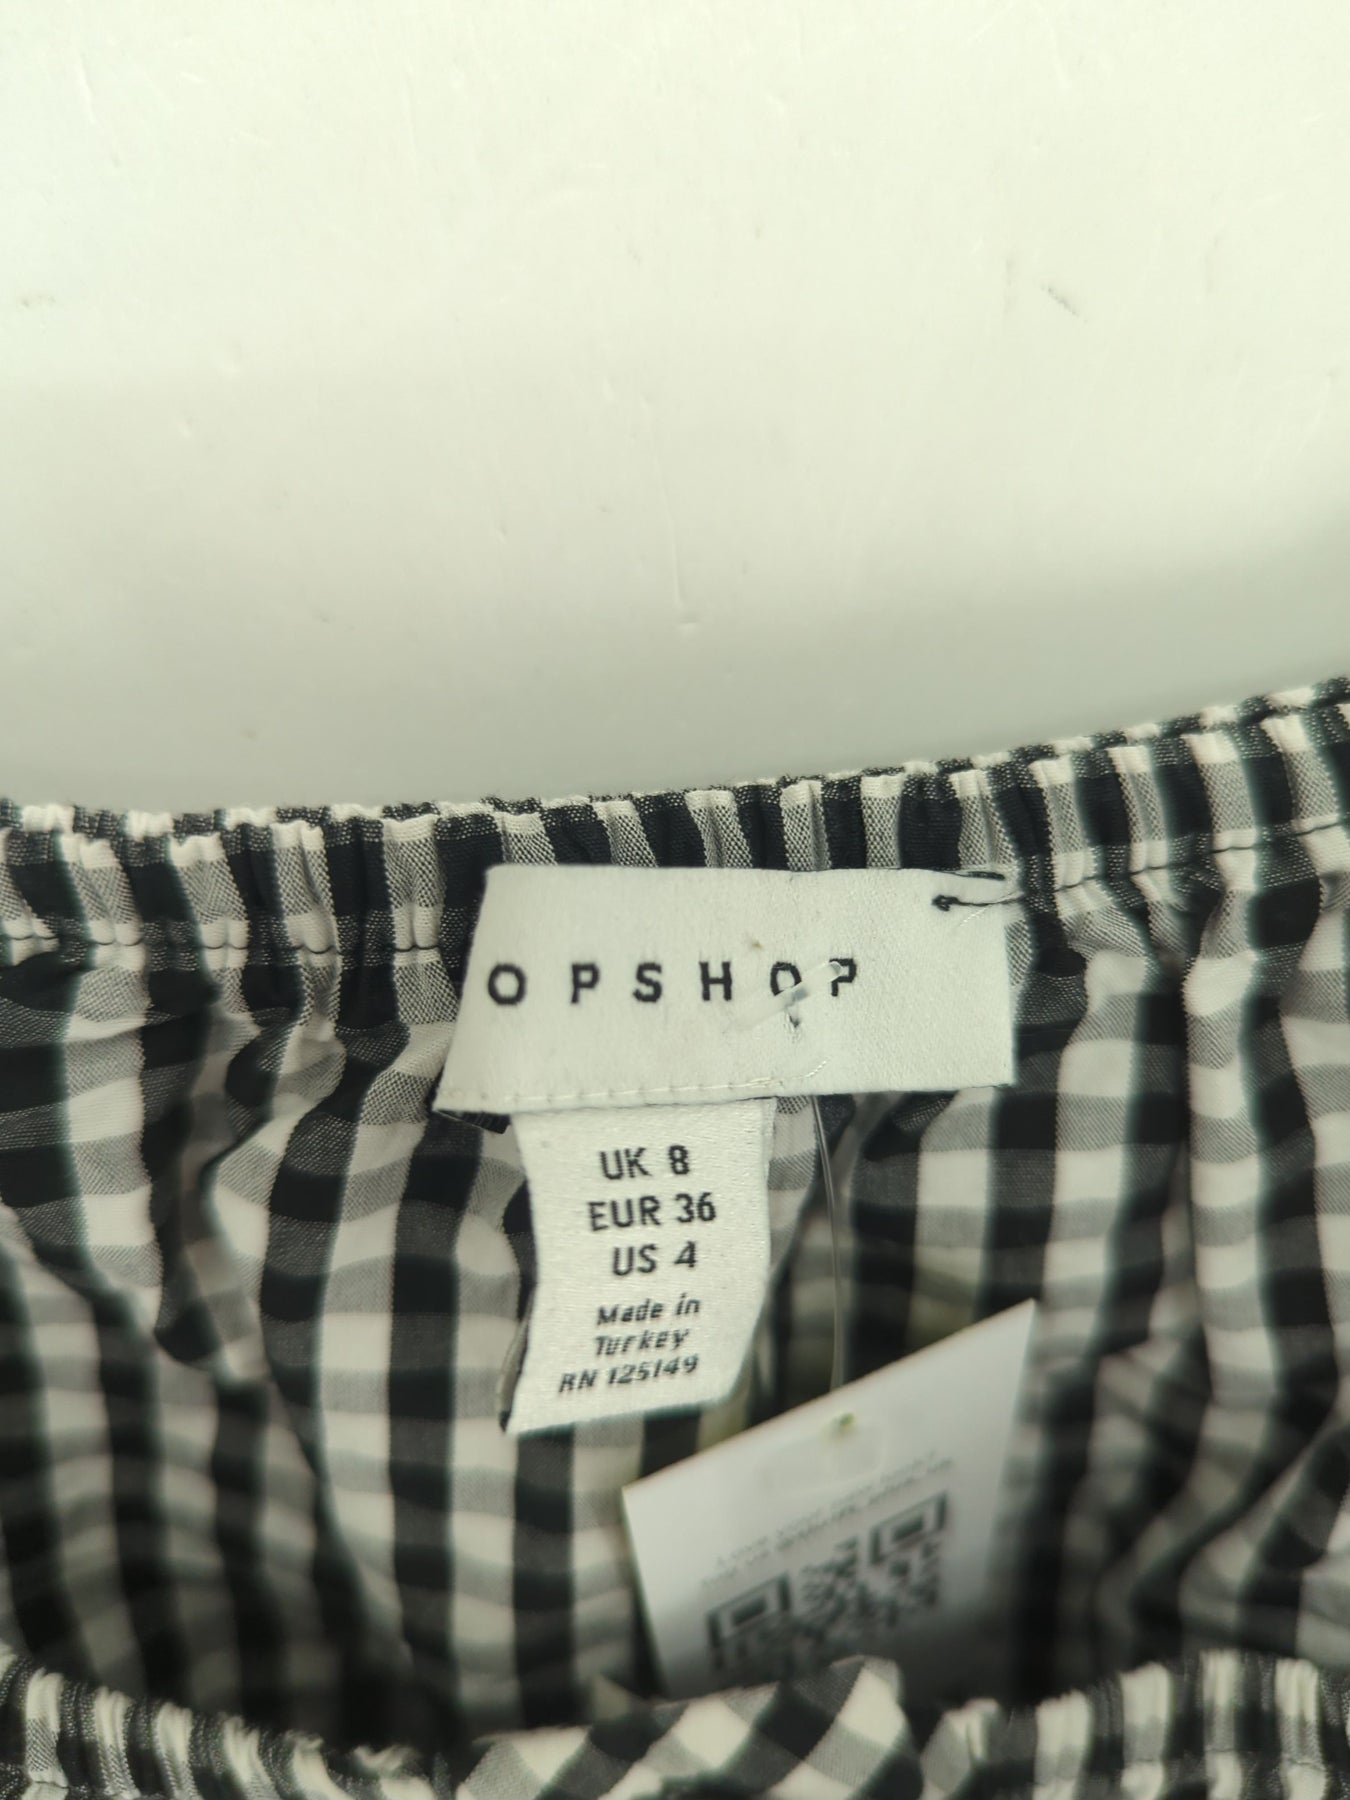 OPSHOP
UK 8
EUR 36
US 4
Made in
Turkey
RN 125149